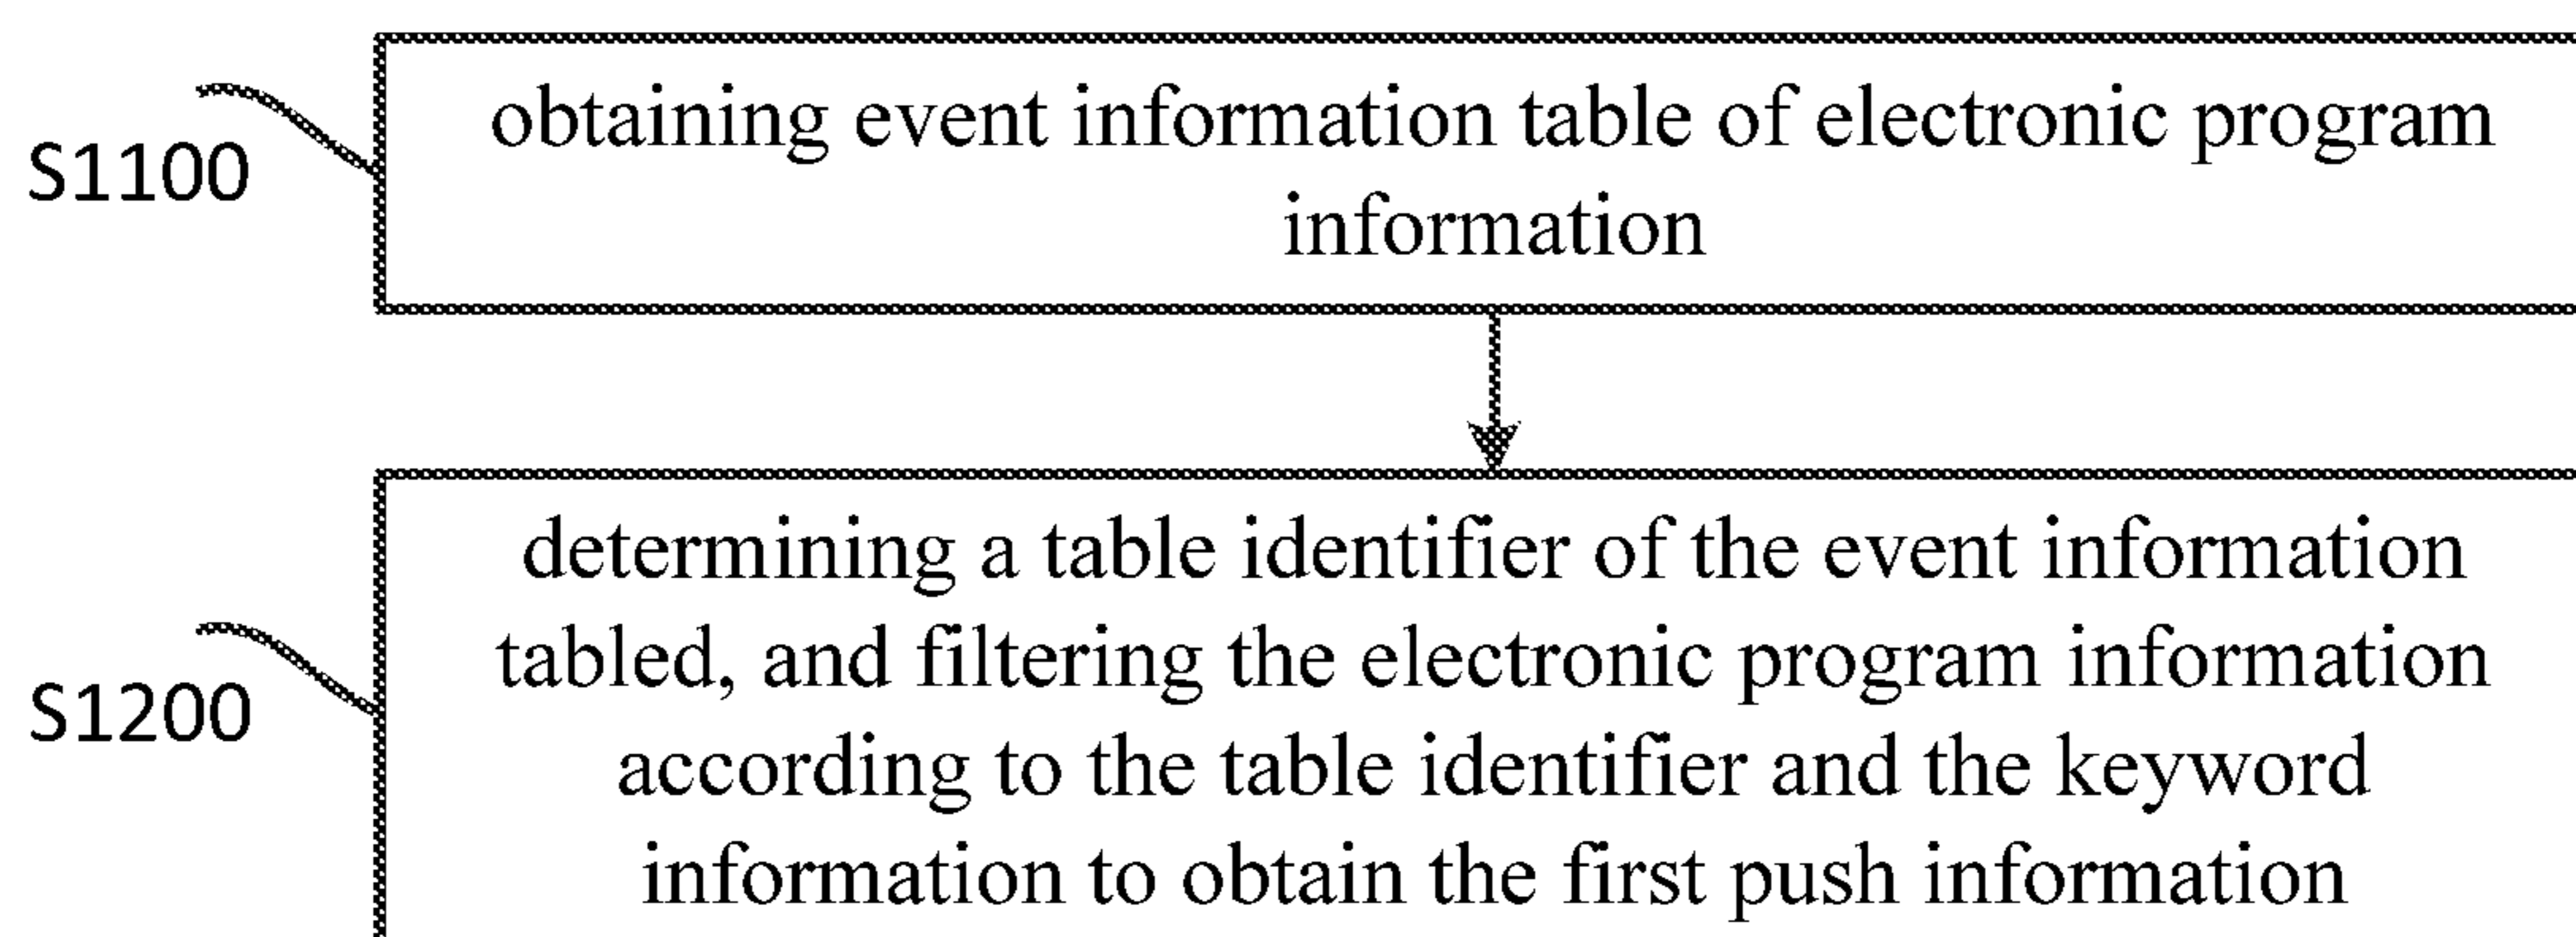 S1100
obtaining event information table of electronic program
information
S1200
determining a table identifier of the event information
tabled, and filtering the electronic program information
according to the table identifier and the keyword
information to obtain the first push information